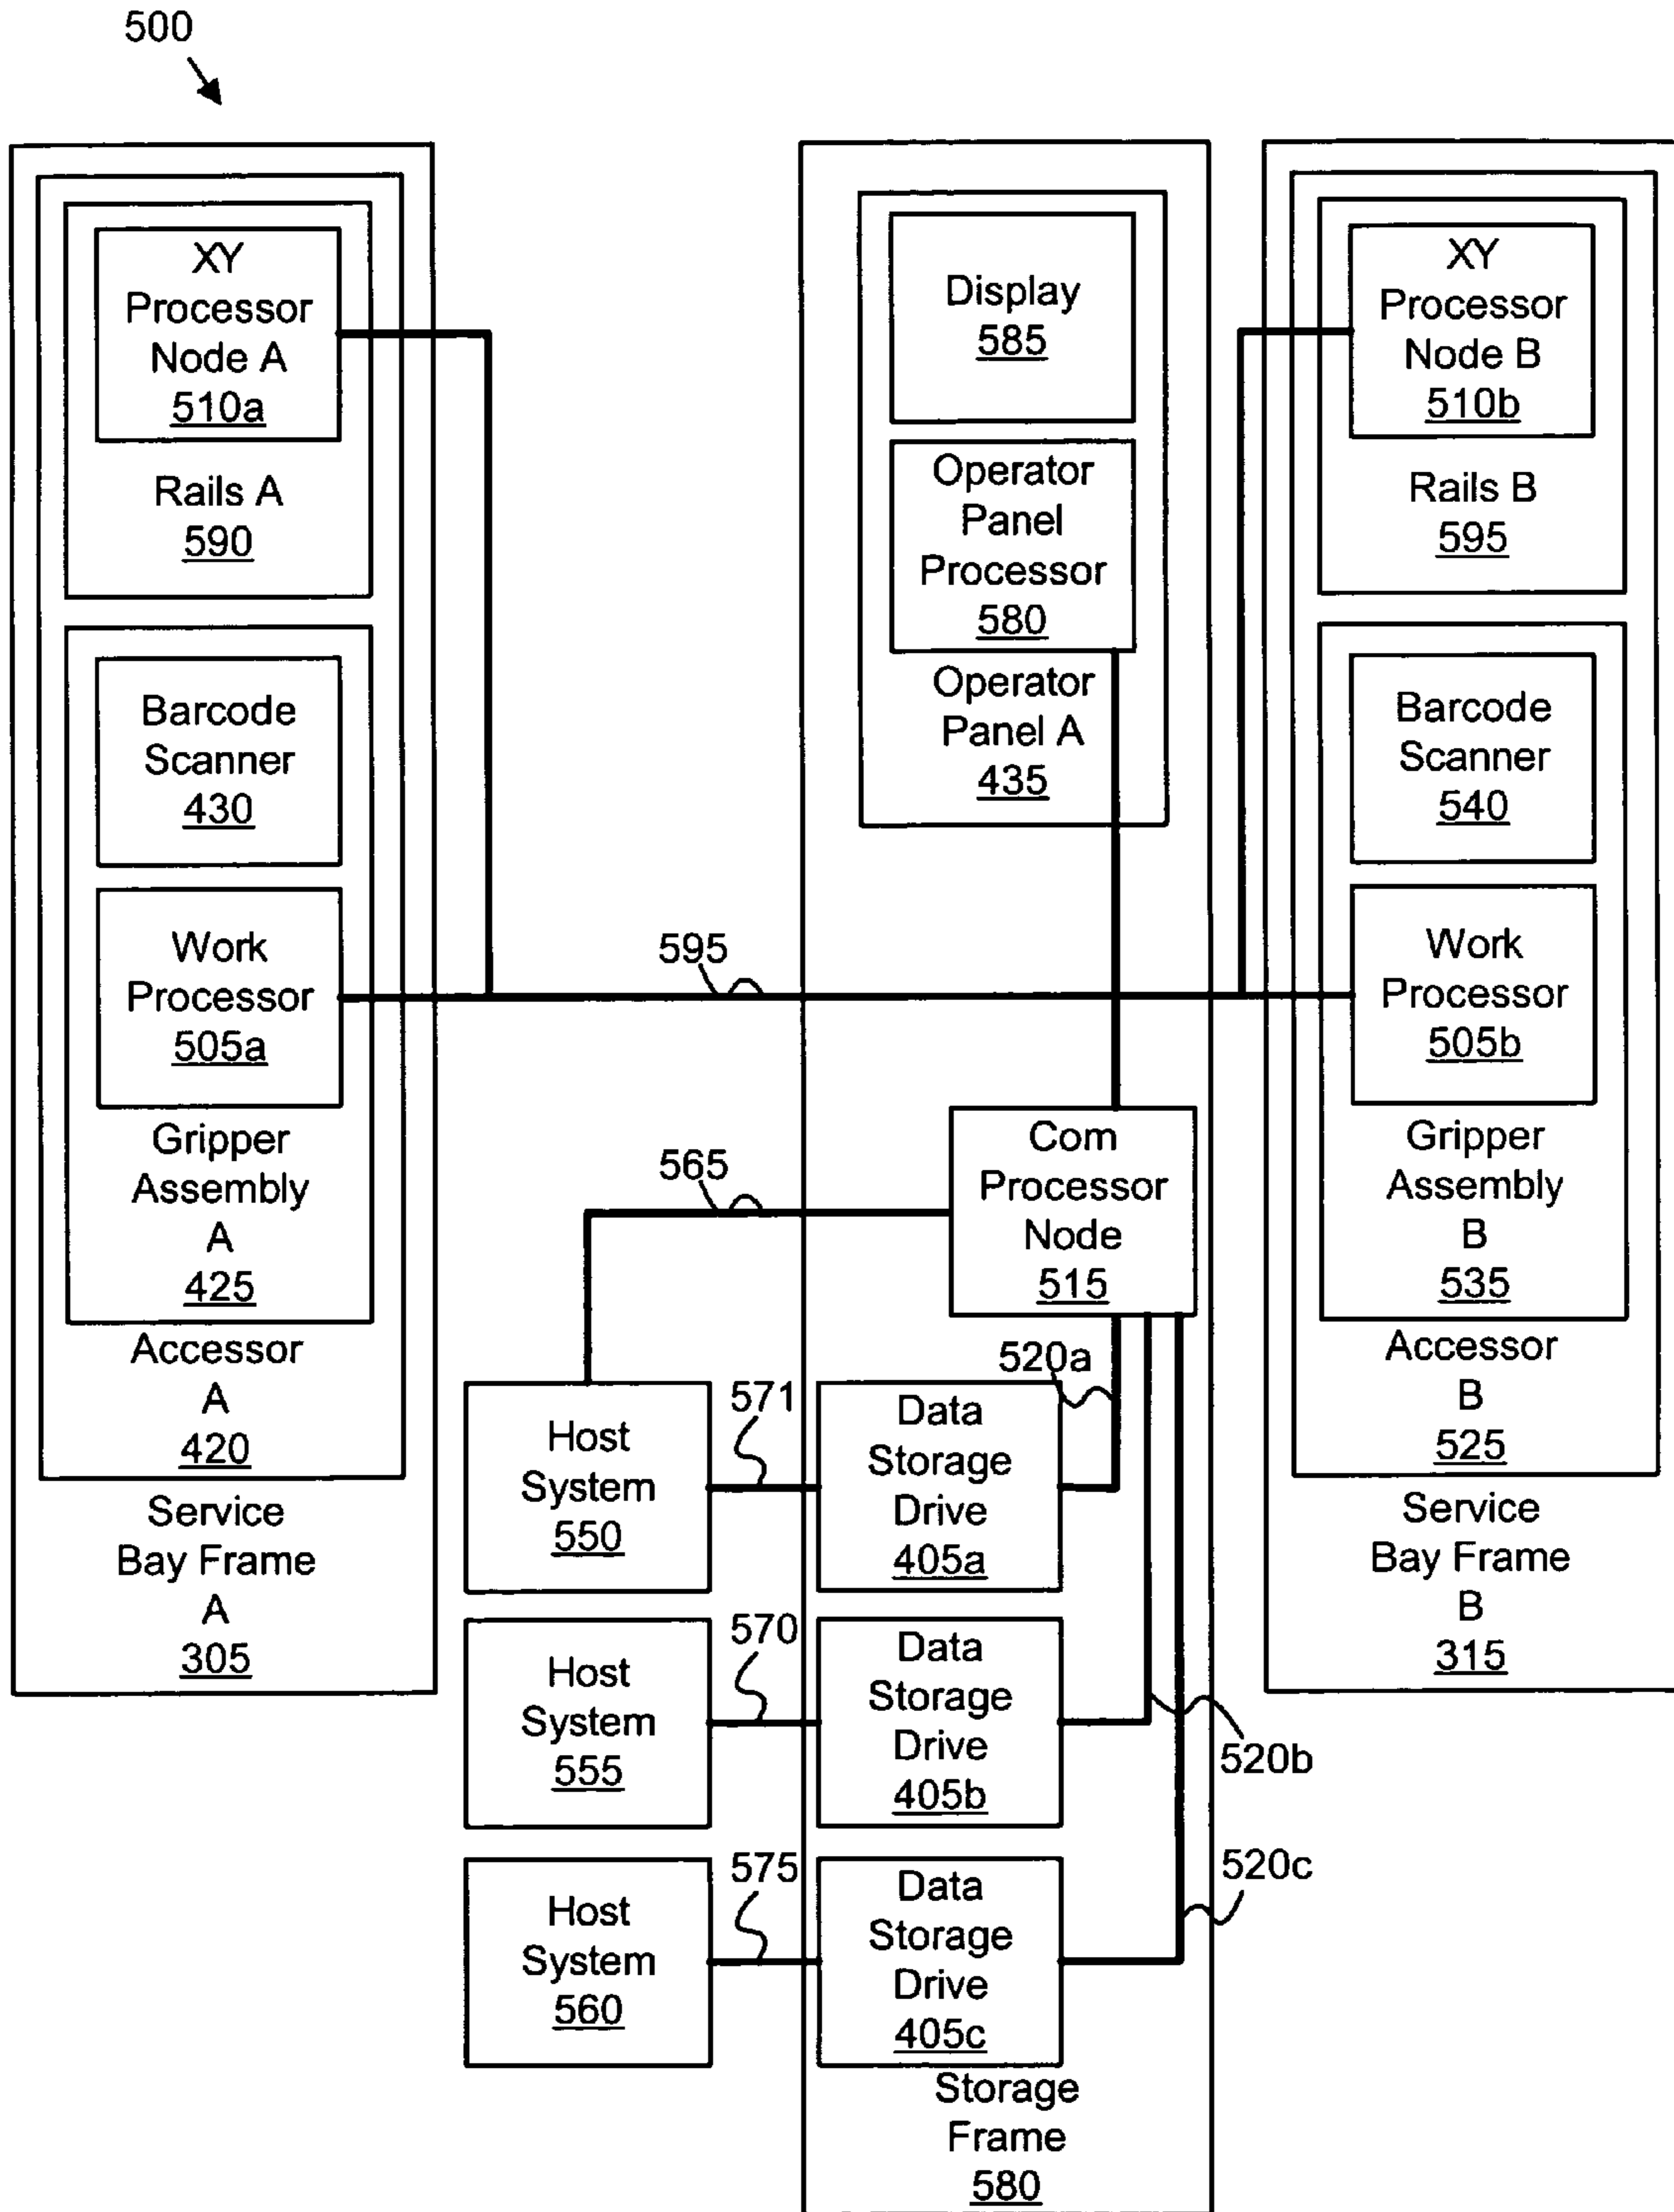 500
XY
Processor
Node A
510a
Rails A
590
Barcode
Scanner
430
Work
Processor
505a
Gripper
Assembly
A
425
Accessor
A
420
Service
Bay Frame
A
305
Display
585
Operator
Panel
Processor
580
Operator
Panel A
435
595
565
Com
Processor
Node
515
520a
571
Host
System
550
Data
Storage
Drive
405a
570
Host
System
555
Data
Storage
Drive
405b
520b
575
Host
System
560
Data
Storage
Drive
405c
520c
Storage
Frame
580
XY
Processor
Node B
510b
Rails B
595
Barcode
Scanner
540
Work
Processor
505b
Gripper
Assembly
B
535
Accessor
B
525
Service
Bay Frame
B
315